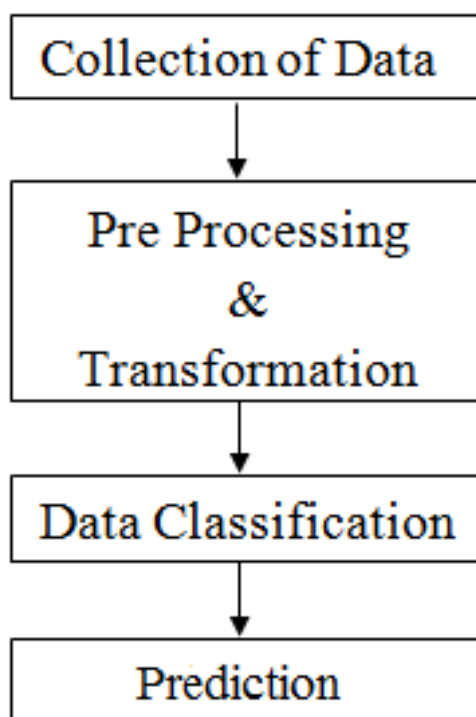 Collection of Data
Pre Processing
&
Transformation
Data Classification
Prediction